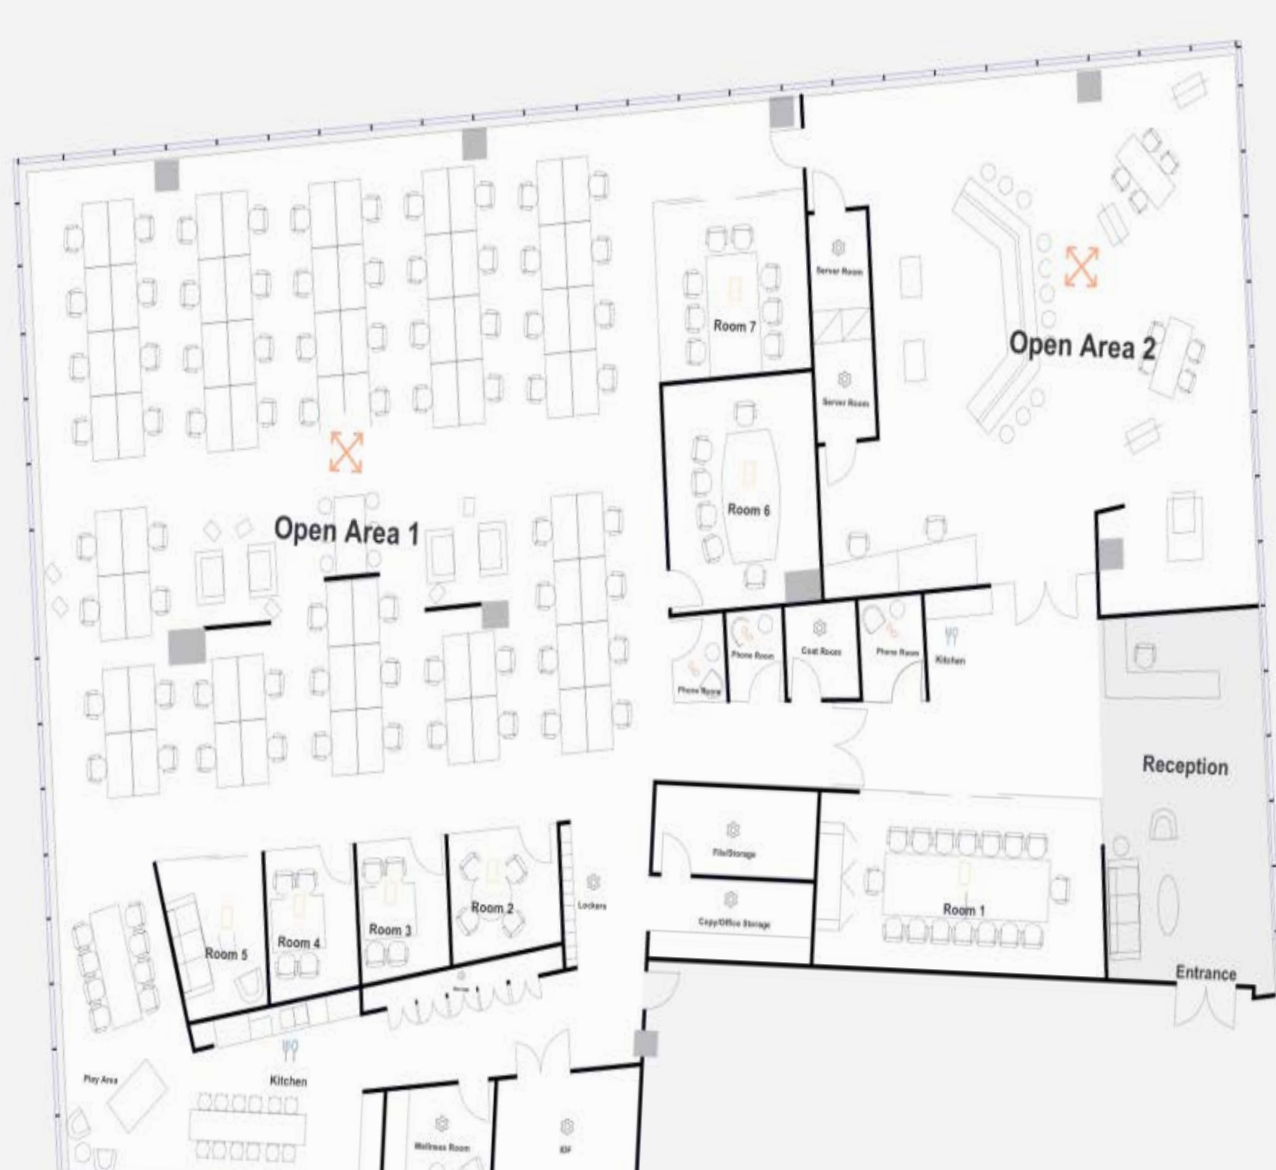 Server Room
Room 7
Open Area 2
Server Room
Room 6
Open Area 1
Phone Room
Coat Room
Phone Room
Kitchen
Phone Room
Reception
File/Storage
Room 2
Lockers
Room 1
Copy/Office Storage
Room 3
Room 4
Room 5
Entrance
Kitchen
Play Area
Wellness Room
IDF